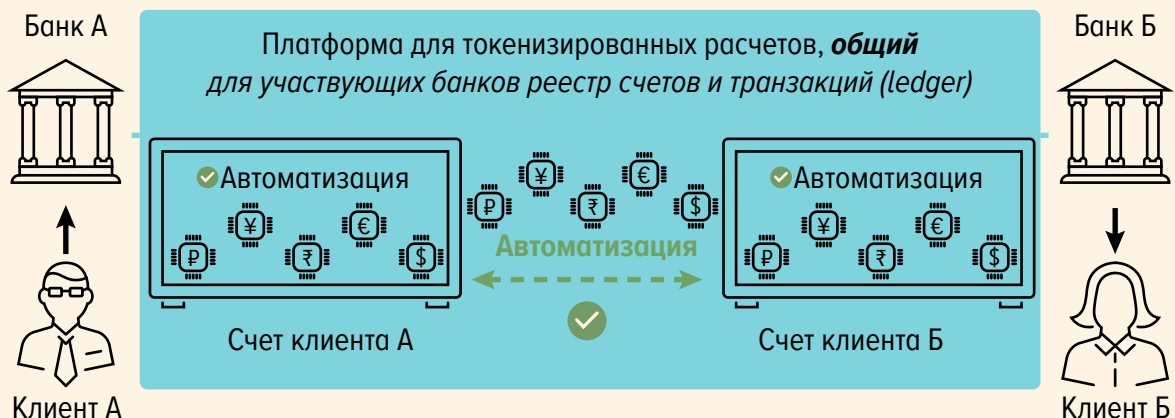 Банк А
Банк Б
Платформа для токенизированных расчетов, общий
для участвующих банков реестр счетов и транзакций (ledger)
Автоматизация
¥ €
₽ ₹ $
¥ €
₽ ₹ $
Автоматизация
Автоматизация
¥ €
₽ ₹ $
Счет клиента А
Счет клиента Б
Клиент А
Клиент Б